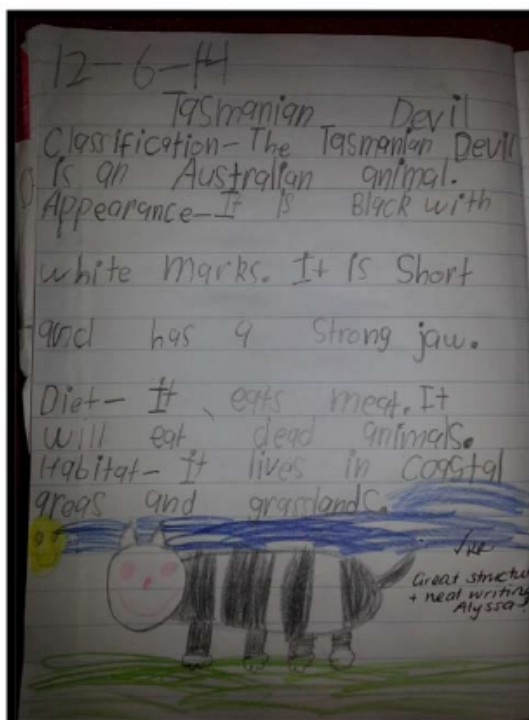 12-6-14
Tasmanian Devil
Classification- The Tasmanian Devil
is an Australian animal.
Appearance- It is Black with
white marks. It is Short
and has a Strong jaw.
Diet- It eats meat. It
will eat dead animals.
Habitat- It lives in Coastal
areas and grasslands.
Great structu
+ neat writing
Alyssa!